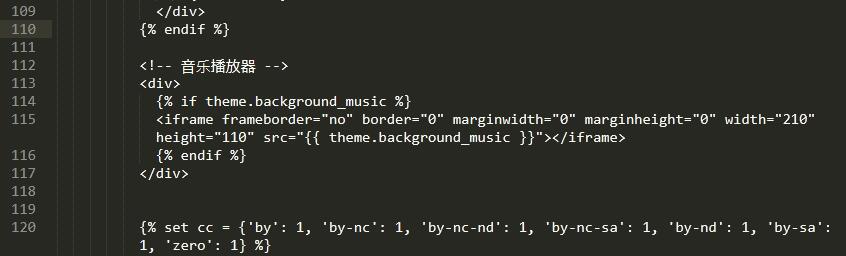 109 </div>
110 {% endif %}
111
112 <!-- 音乐播放器 -->
113 <div>
114 {% if theme.background_music %}
115 <iframe frameborder="no" border="0" marginwidth="0" marginheight="0" width="210"
height="110" src="{{ theme.background_music }}"></iframe>
116 {% endif %}
117 </div>
118
119
120 {% set cc = {'by': 1, 'by-nc': 1, 'by-nc-nd': 1, 'by-nc-sa': 1, 'by-nd': 1, 'by-sa':
1, 'zero': 1} %}